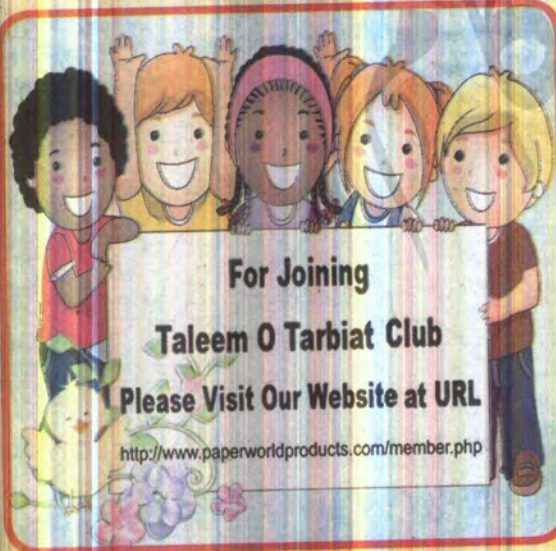 For Joining
Taleem O Tarbiat Club
Please Visit Our Website at URL
http://www.paperworldproducts.com/member.php